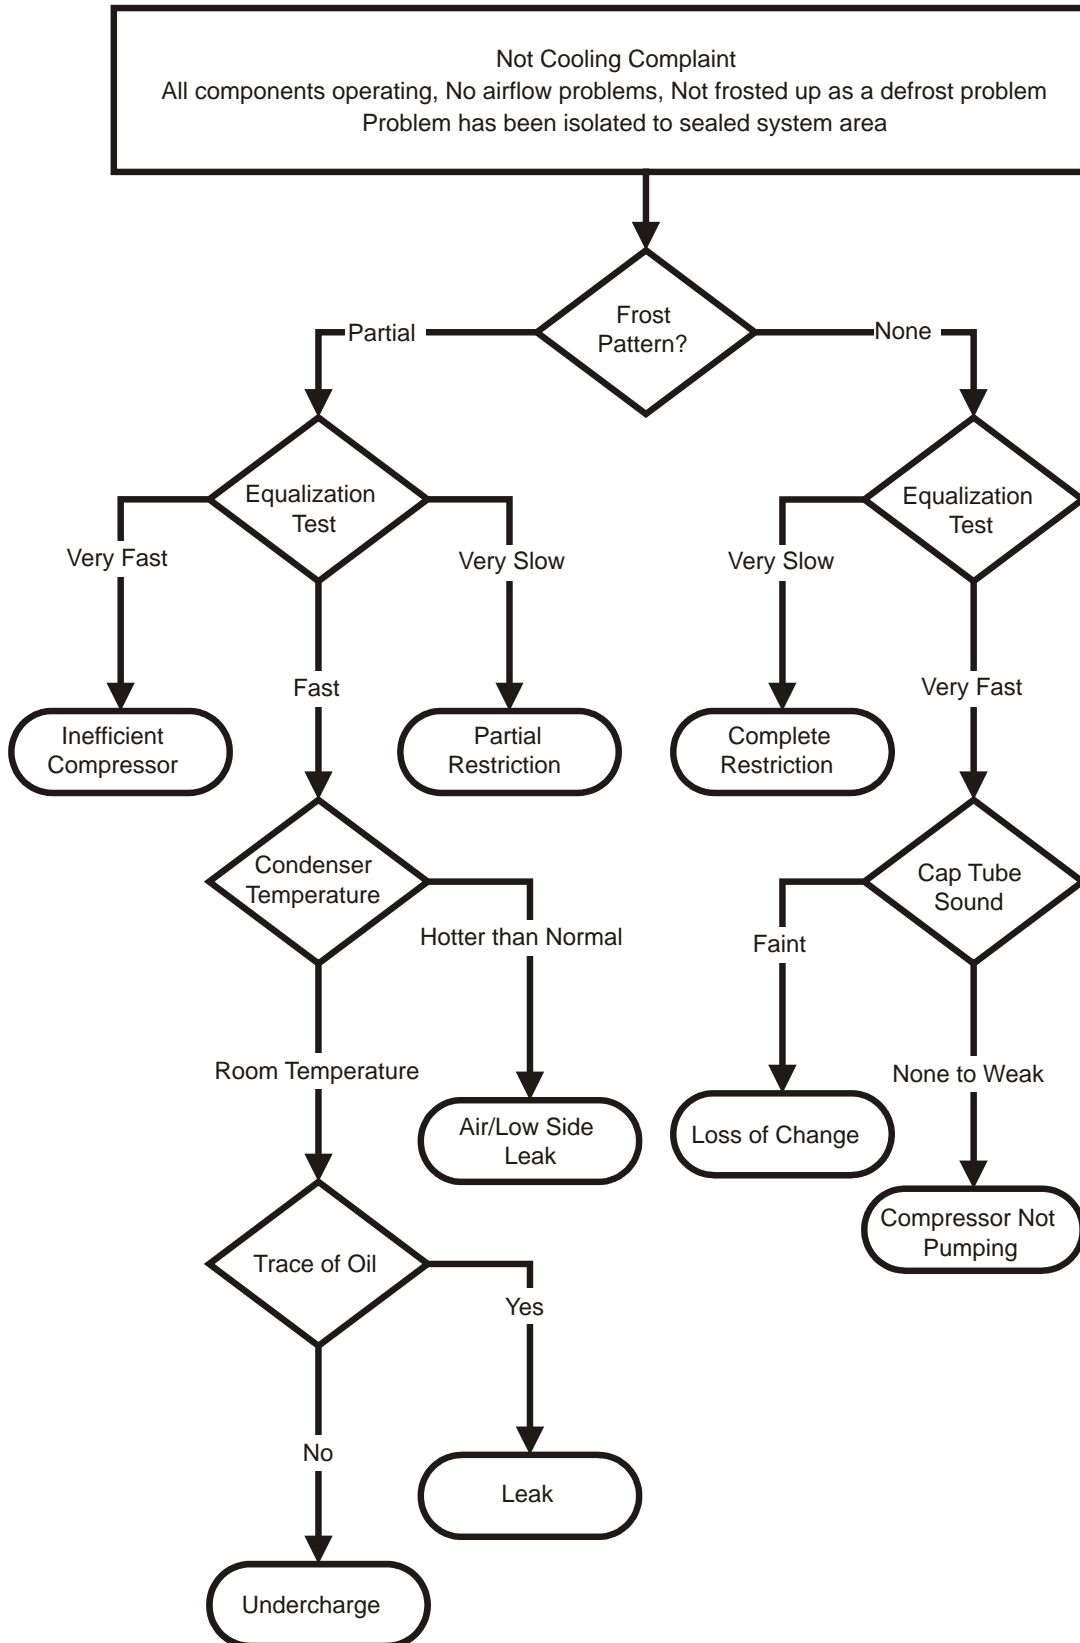 Not Cooling Complaint
All components operating, No airflow problems, Not frosted up as a defrost problem
Problem has been isolated to sealed system area
Frost
Pattern?
Partial
None
Equalization
Test
Equalization
Test
Very Fast
Very Slow
Very Slow
Fast
Very Fast
Inefficient
Compressor
Partial
Restriction
Complete
Restriction
Condenser
Temperature
Cap Tube
Sound
Hotter than Normal
Faint
Room Temperature
None to Weak
Air/Low Side
Leak
Loss of Change
Compressor Not
Pumping
Trace of Oil
Yes
No
Leak
Undercharge